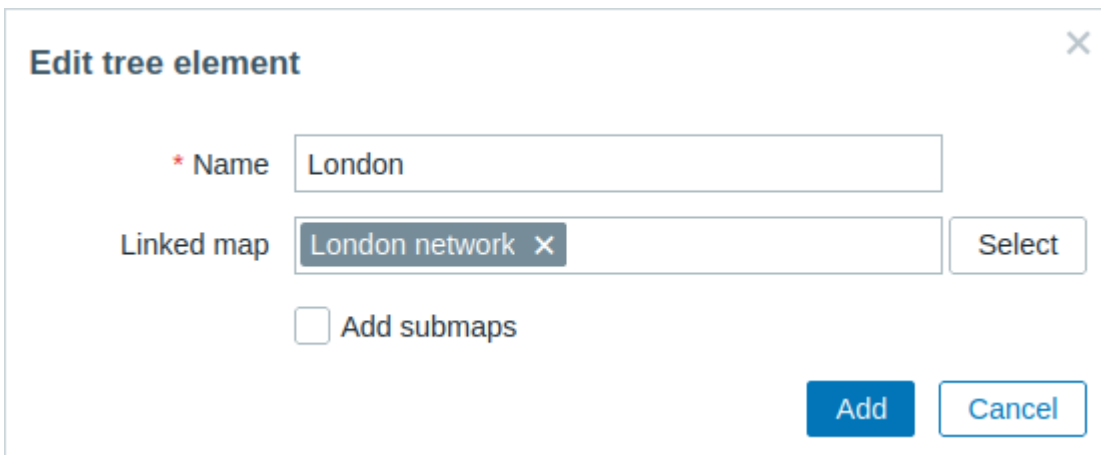 Edit tree element
* Name London
Linked map London network × Select
Add submaps
Add Cancel